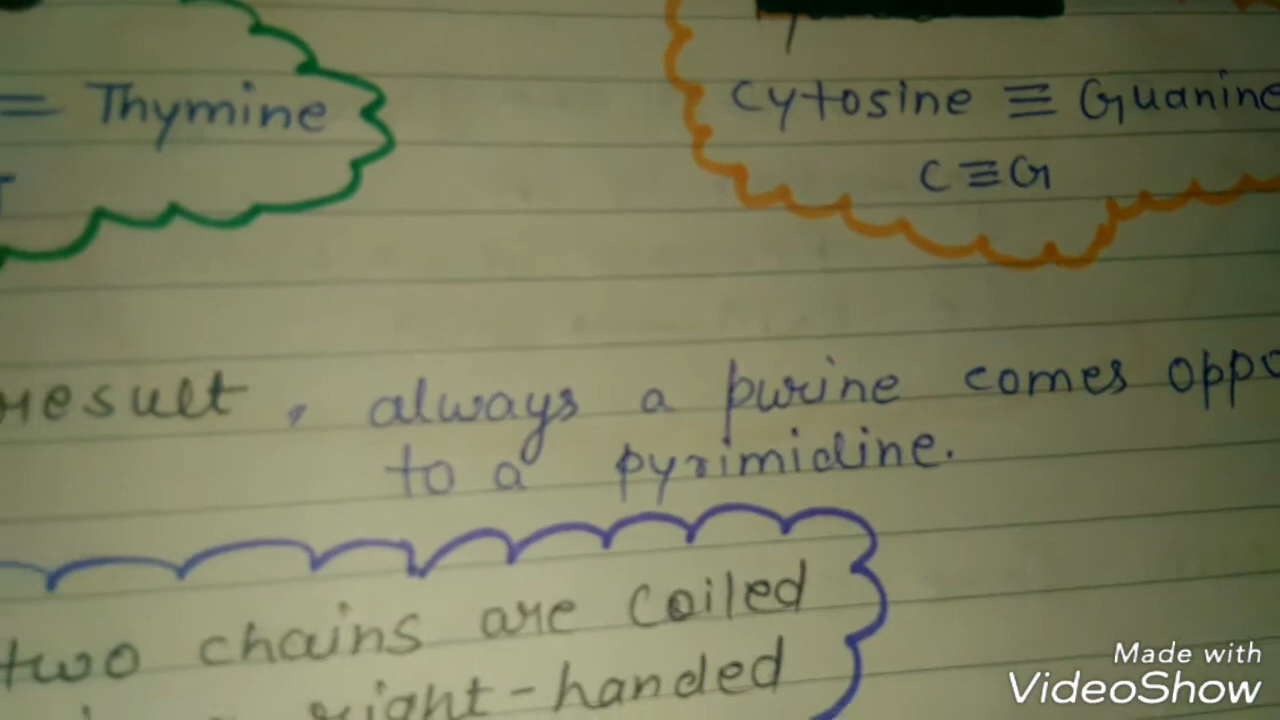 = Thymine
Cytosine ≡ Guanine
C ≡ G
result, always a purine comes oppo
to a pyrimidine.
two chains are coiled
right-handed
Made with
VideoShow